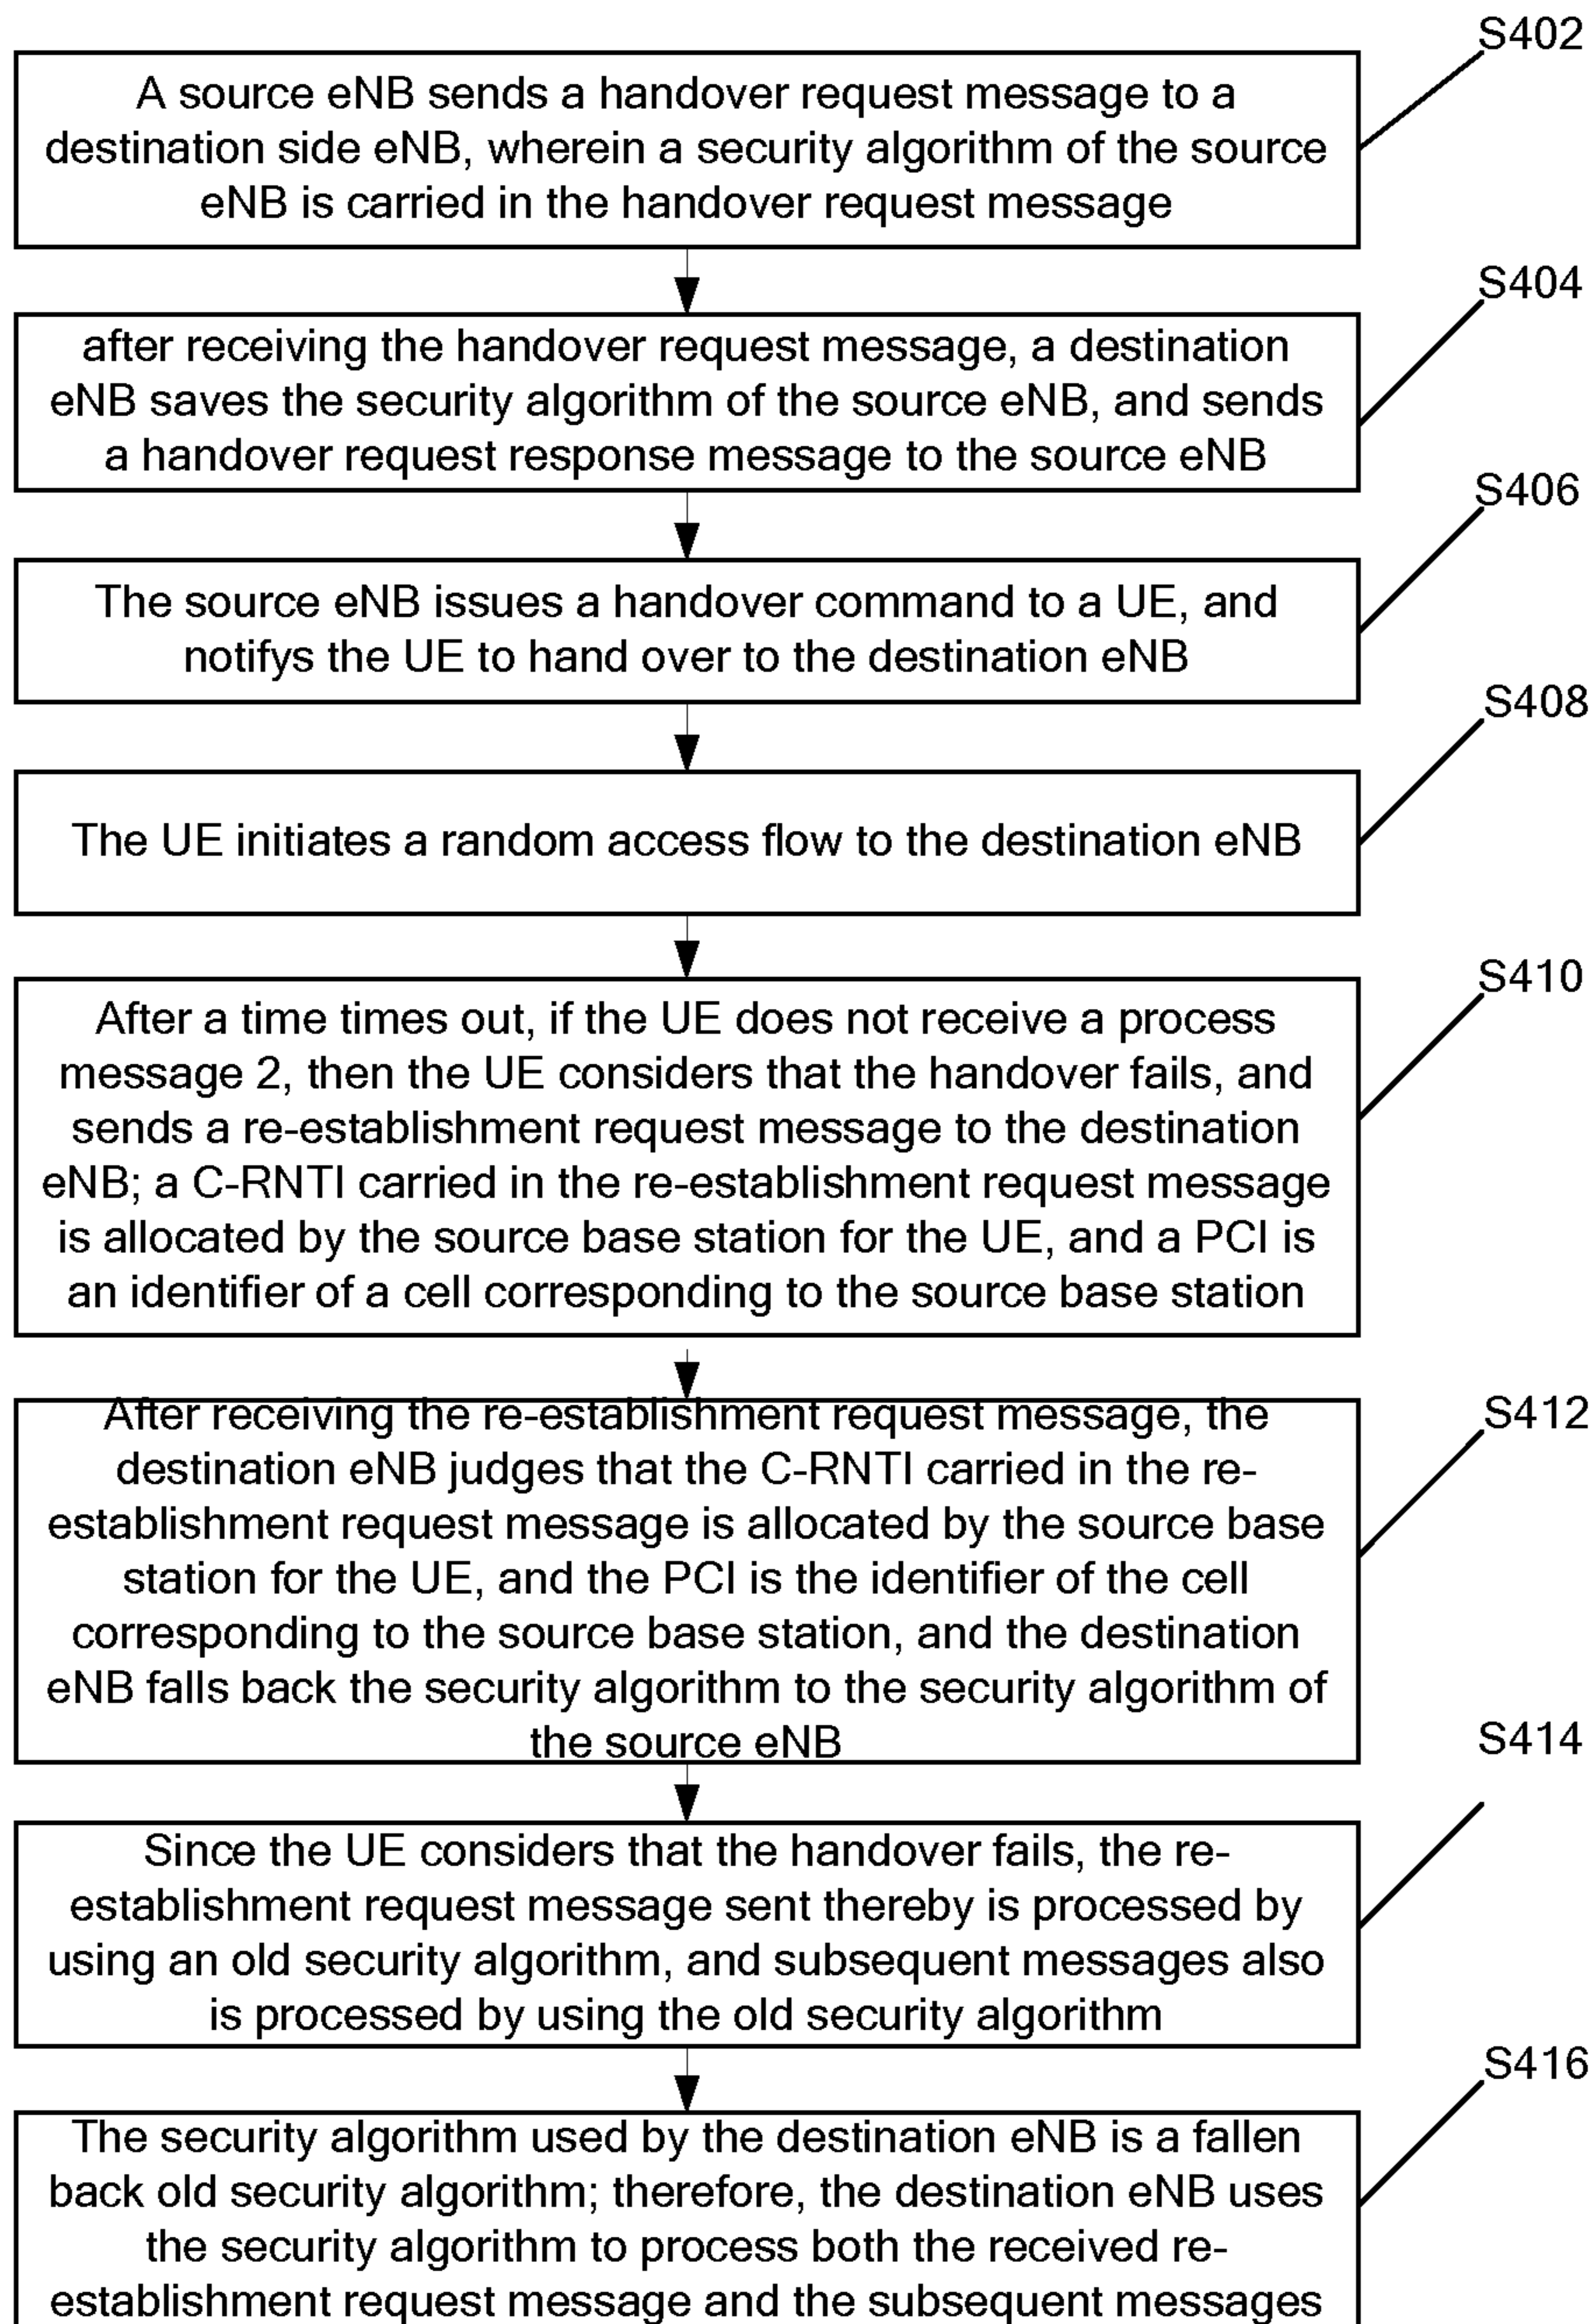 S402
A source eNB sends a handover request message to a
destination side eNB, wherein a security algorithm of the source
eNB is carried in the handover request message
S404
after receiving the handover request message, a destination
eNB saves the security algorithm of the source eNB, and sends
a handover request response message to the source eNB
S406
The source eNB issues a handover command to a UE, and
notifys the UE to hand over to the destination eNB
S408
The UE initiates a random access flow to the destination eNB
S410
After a time times out, if the UE does not receive a process
message 2, then the UE considers that the handover fails, and
sends a re-establishment request message to the destination
eNB; a C-RNTI carried in the re-establishment request message
is allocated by the source base station for the UE, and a PCI is
an identifier of a cell corresponding to the source base station
S412
After receiving the re-establishment request message, the
destination eNB judges that the C-RNTI carried in the re-
establishment request message is allocated by the source base
station for the UE, and the PCI is the identifier of the cell
corresponding to the source base station, and the destination
eNB falls back the security algorithm to the security algorithm of
the source eNB
S414
Since the UE considers that the handover fails, the re-
establishment request message sent thereby is processed by
using an old security algorithm, and subsequent messages also
is processed by using the old security algorithm
S416
The security algorithm used by the destination eNB is a fallen
back old security algorithm; therefore, the destination eNB uses
the security algorithm to process both the received re-
establishment request message and the subsequent messages